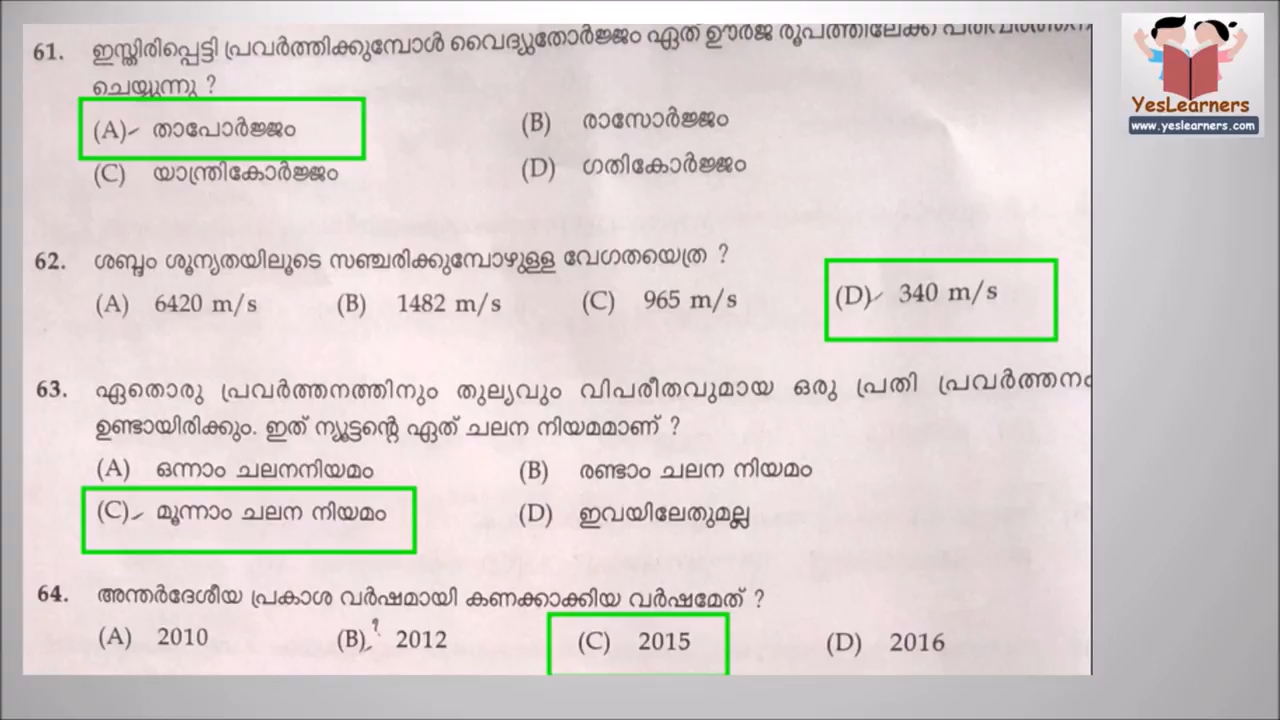 61. ഇസ്തിരിപ്പെട്ടി പ്രവർത്തിക്കുമ്പോൾ വൈദ്യുതോർജ്ജം ഏത് ഊർജ രൂപത്തിലേക്ക്
ചെയ്യുന്നു ?
(A) താപോർജ്ജം (B) രാസോർജ്ജം
(C) യാന്ത്രികോർജ്ജം (D) ഗതികോർജ്ജം
62. ശബ്ദം ശൂന്യതയിലൂടെ സഞ്ചരിക്കുമ്പോഴുള്ള വേഗതയെത്ര ?
(A) 6420 m/s (B) 1482 m/s (C) 965 m/s (D) 340 m/s
63. ഏതൊരു പ്രവർത്തനത്തിനും തുല്യവും വിപരീതവുമായ ഒരു പ്രതി പ്രവർത്തനം
ഉണ്ടായിരിക്കും. ഇത് ന്യൂട്ടന്റെ ഏത് ചലന നിയമമാണ് ?
(A) ഒന്നാം ചലനനിയമം (B) രണ്ടാം ചലന നിയമം
(C) മൂന്നാം ചലന നിയമം (D) ഇവയിലേതുമല്ല
64. അന്തർദേശീയ പ്രകാശ വർഷമായി കണക്കാക്കിയ വർഷമേത് ?
(A) 2010 (B) ? 2012 (C) 2015 (D) 2016
YesLearners
www.yeslearners.com